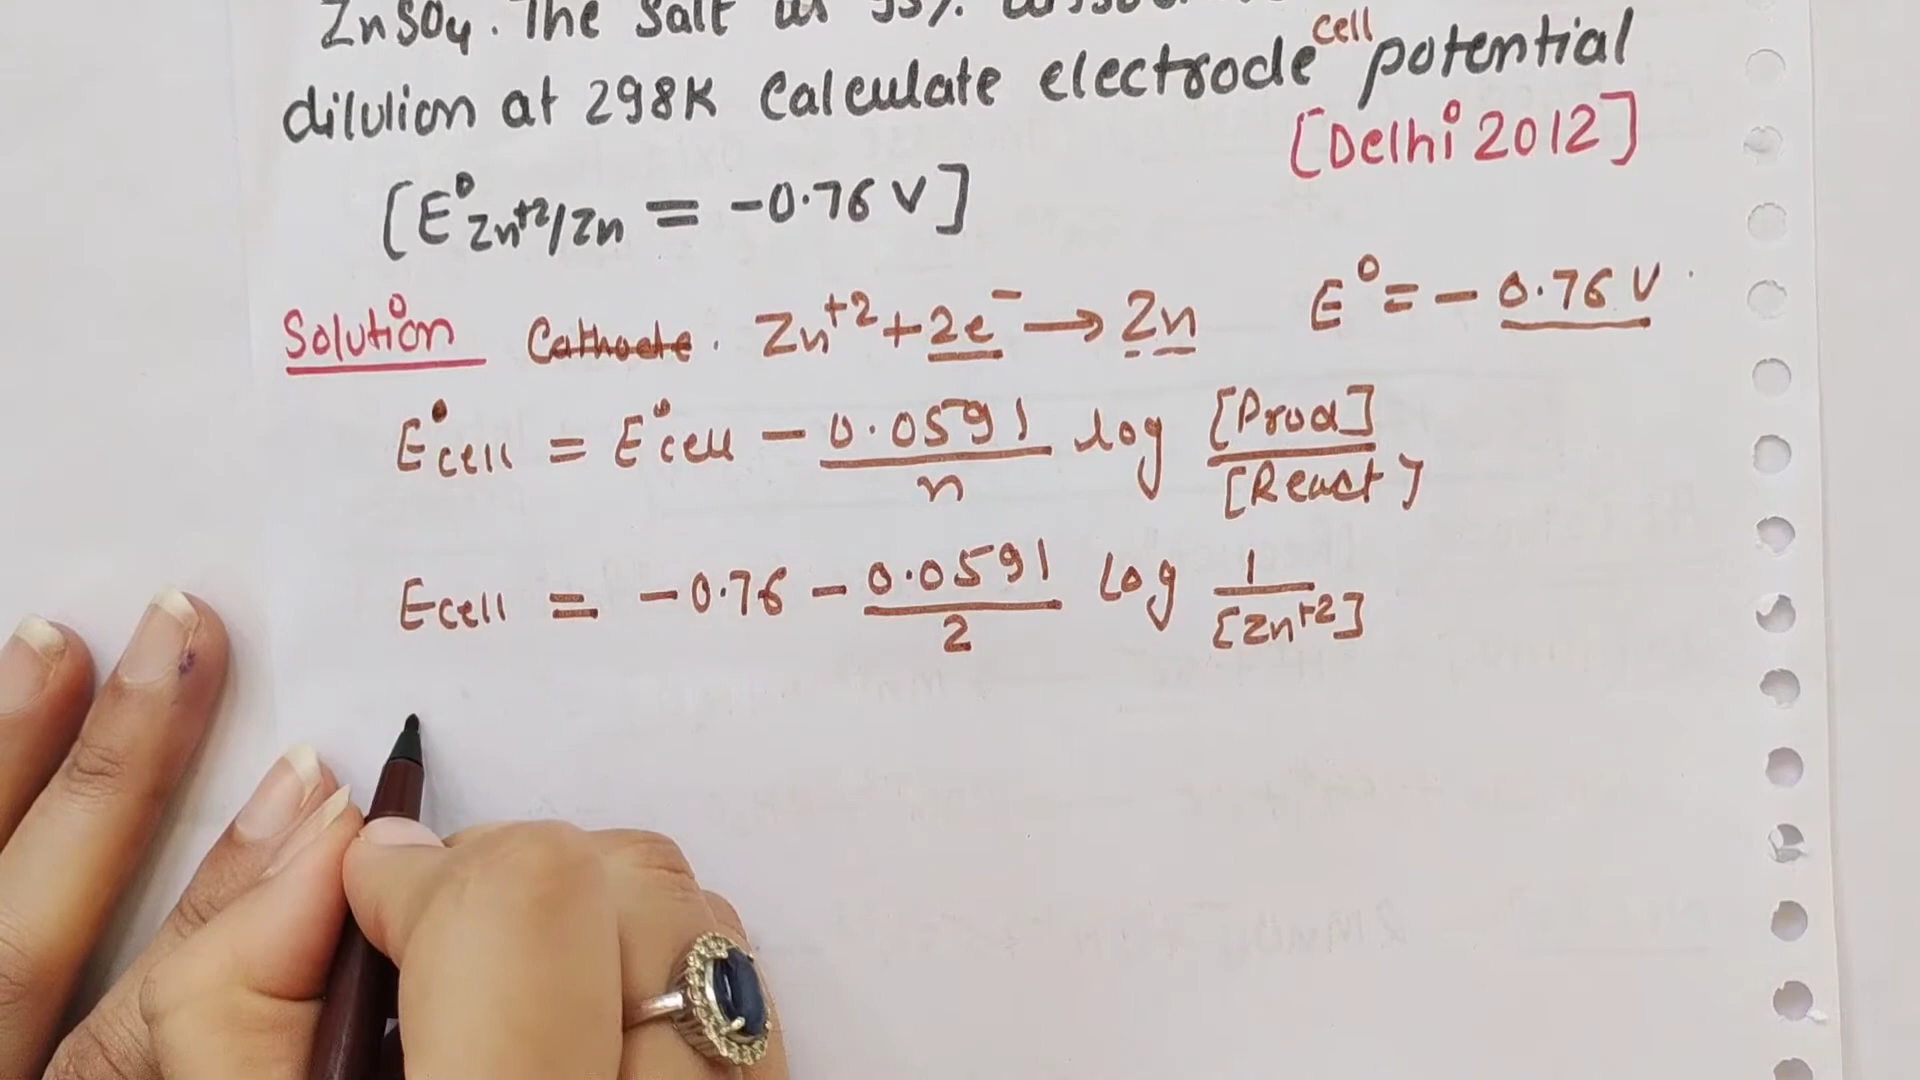 ZnSO4. The salt is 95%
dilution at 298K Calculate electrode cell potential
[Delhi 2012]
[E° Zn+2/Zn = -0.76 V]
Solution Cathode. Zn+2 + 2e- → Zn E° = - 0.76 V
E°cell = E°cell - 0.0591/n log [Prod]/[React]
Ecell = -0.76 - 0.0591/2 log 1/[Zn+2]